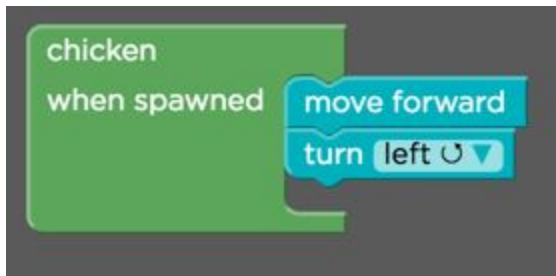 chicken
when spawned
move forward
turn left ↺ ▼